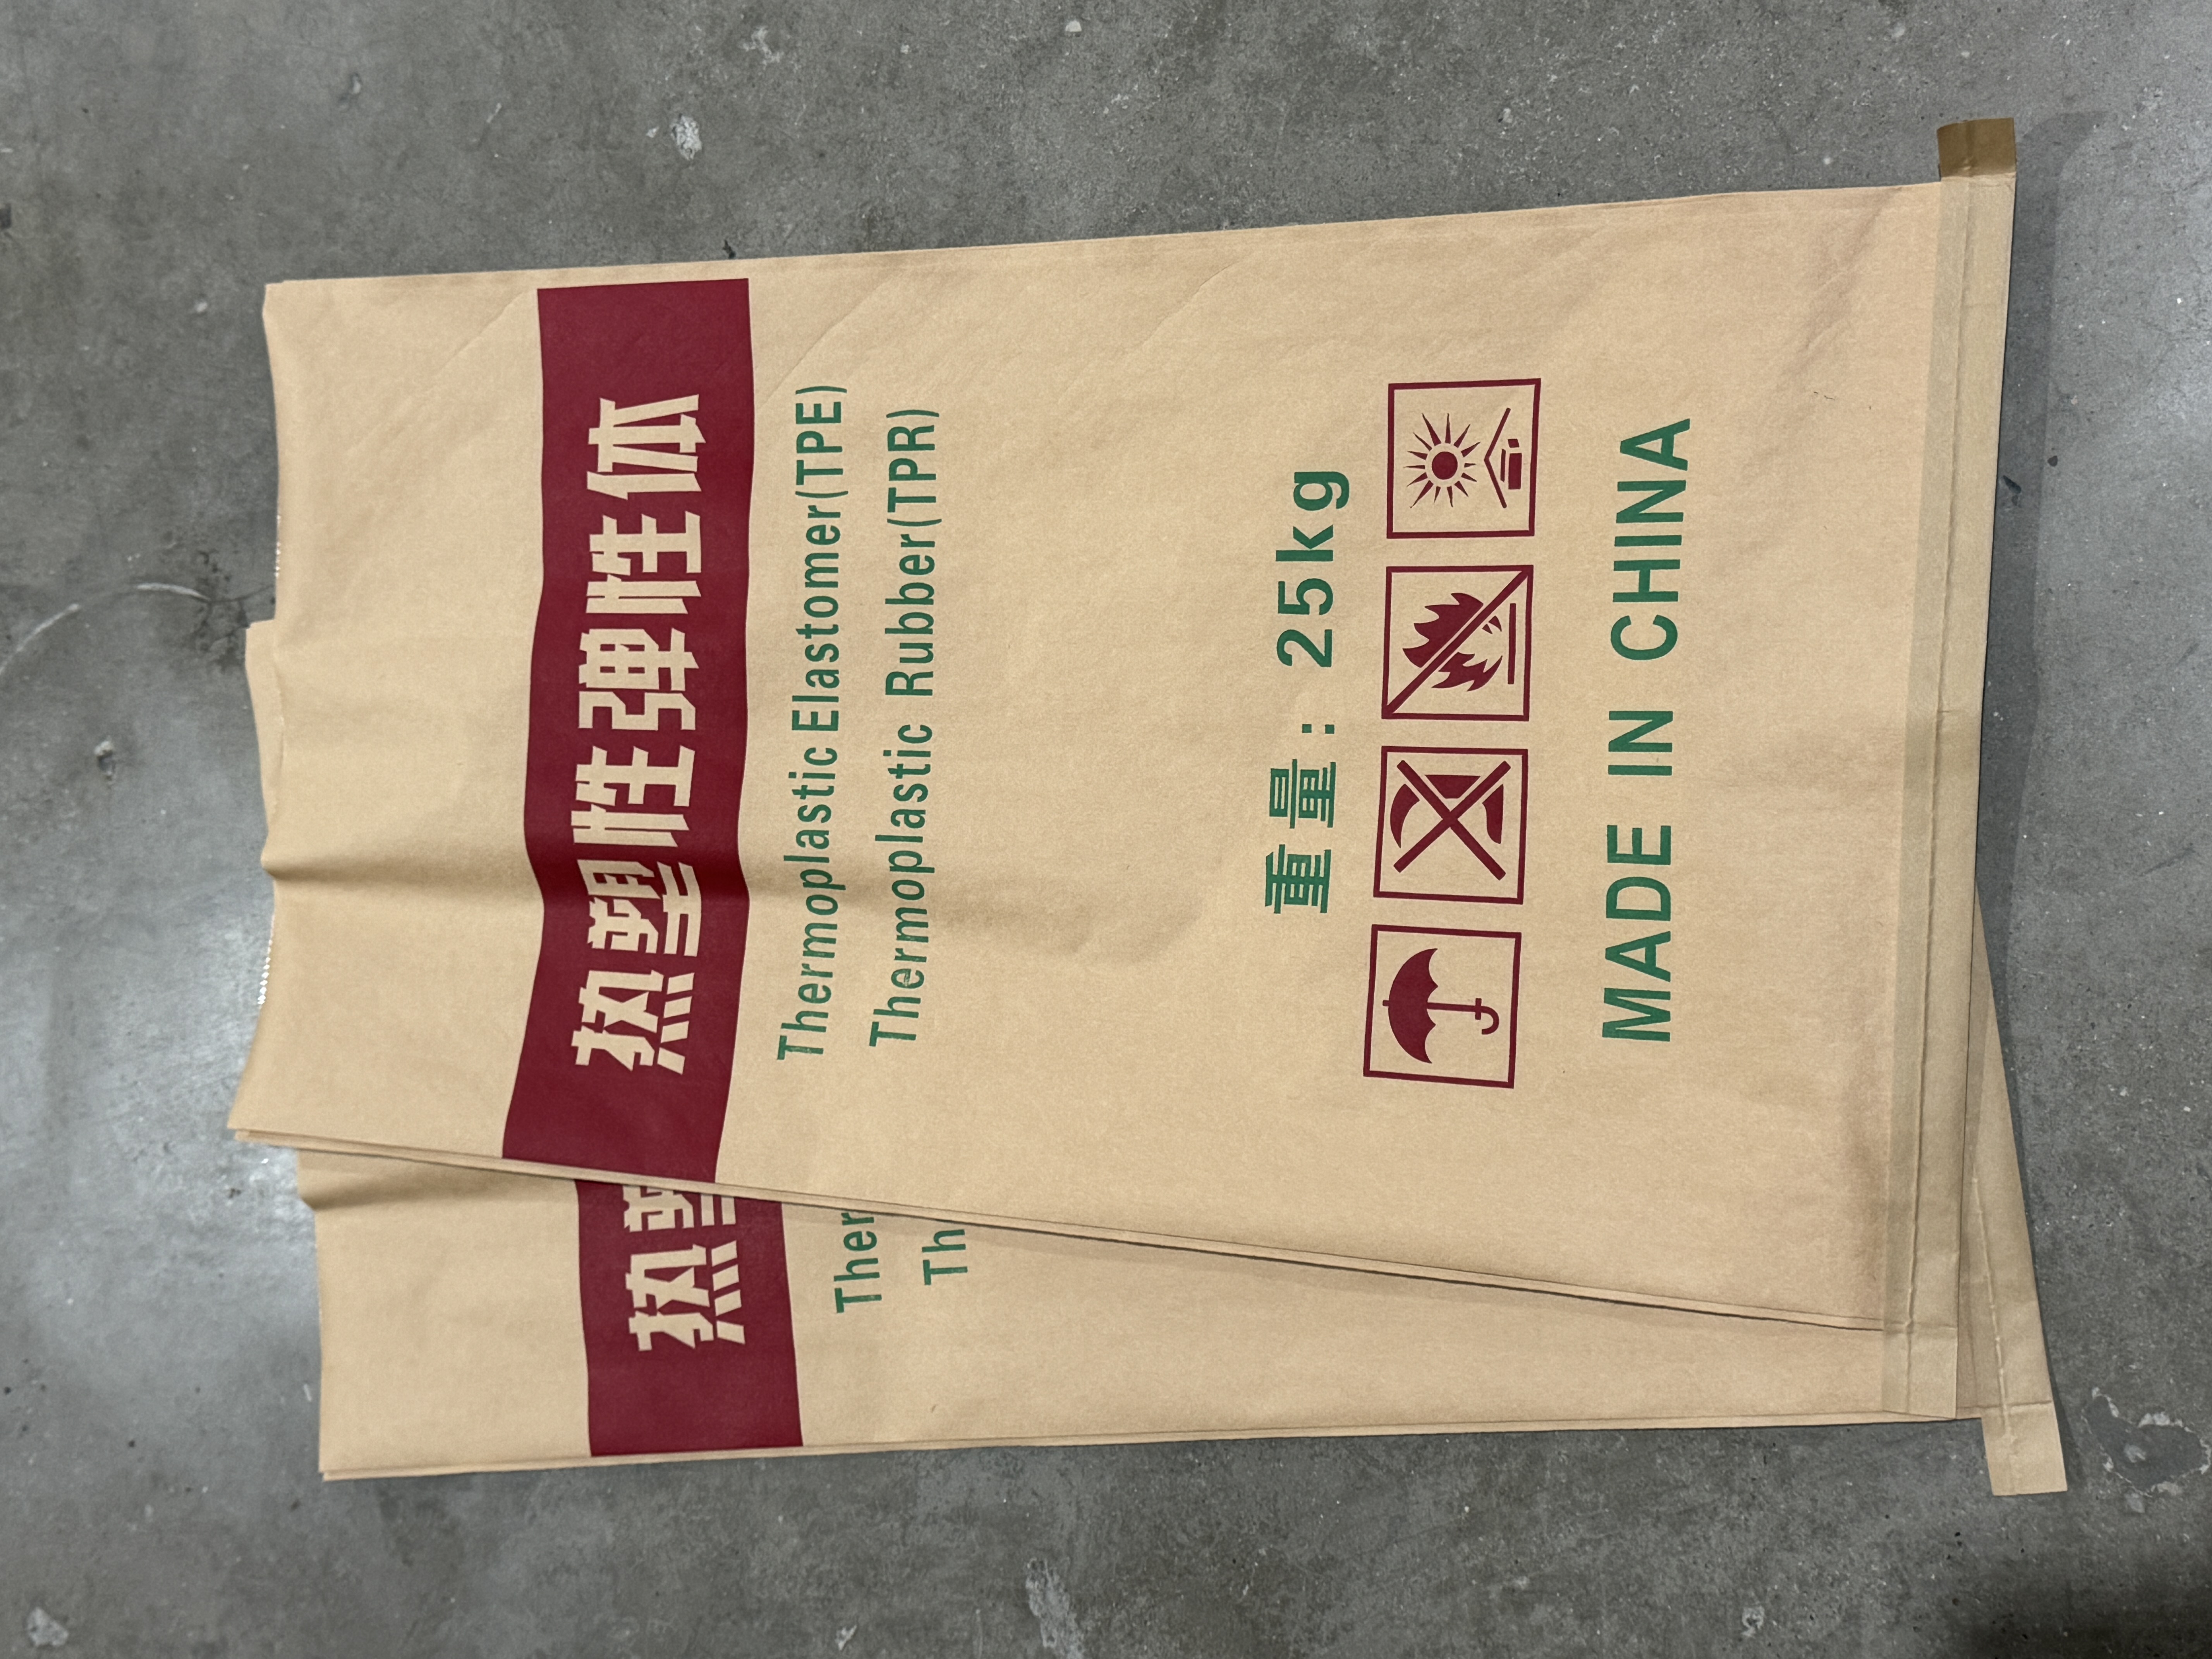 热塑性弹性体
Thermoplastic Elastomer(TPE)
Thermoplastic Rubber(TPR)
重量: 25kg
MADE IN CHINA
热塑
Ther
Th